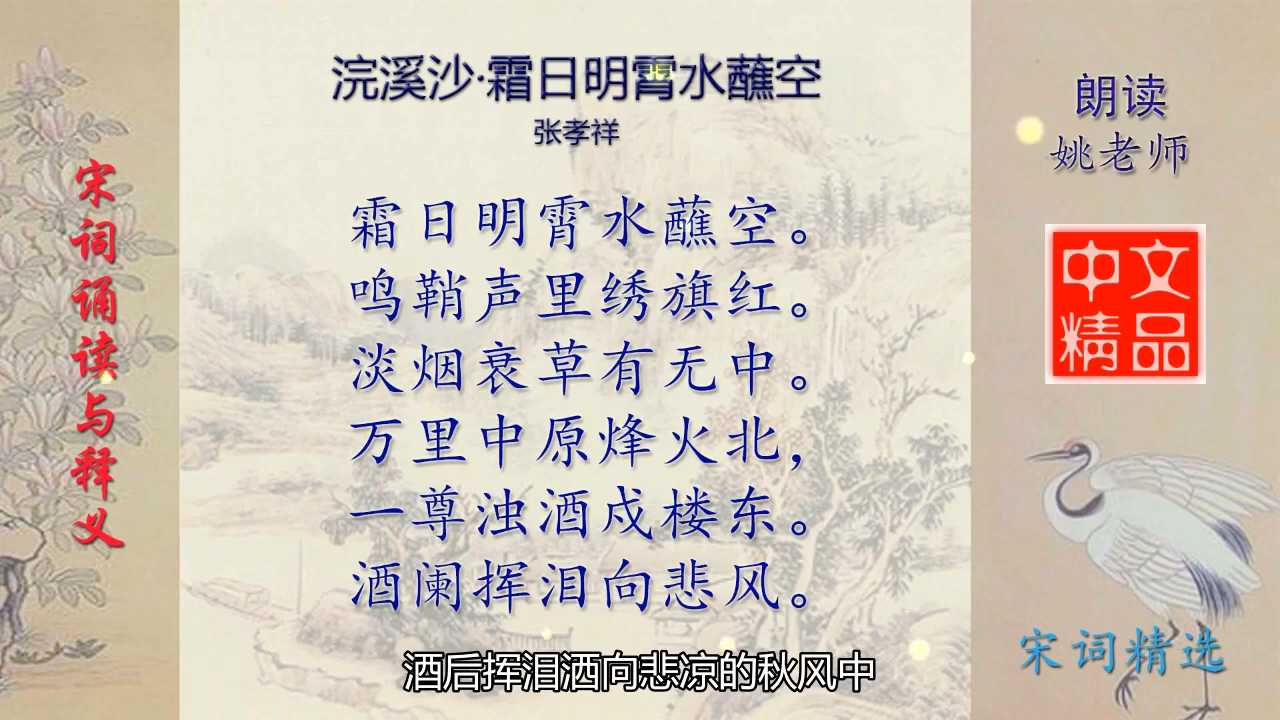 宋词诵读与释义
浣溪沙·霜日明霄水蘸空
张孝祥
霜日明霄水蘸空。
鸣鞘声里绣旗红。
淡烟衰草有无中。
万里中原烽火北，
一尊浊酒戍楼东。
酒阑挥泪向悲风。
酒后挥泪洒向悲凉的秋风中
朗读
姚老师
中文
精品
宋词精选